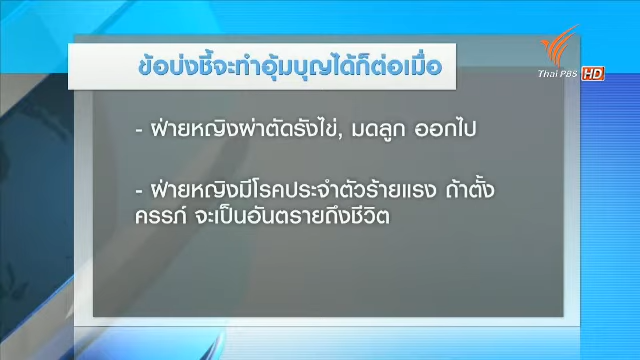 ข้อบ่งชี้จะทำอุ้มบุญได้ก็ต่อเมื่อ
Thai PBS HD
- ฝ่ายหญิงผ่าตัดรังไข่, มดลูก ออกไป
- ฝ่ายหญิงมีโรคประจำตัวร้ายแรง ถ้าตั้ง
ครรภ์ จะเป็นอันตรายถึงชีวิต